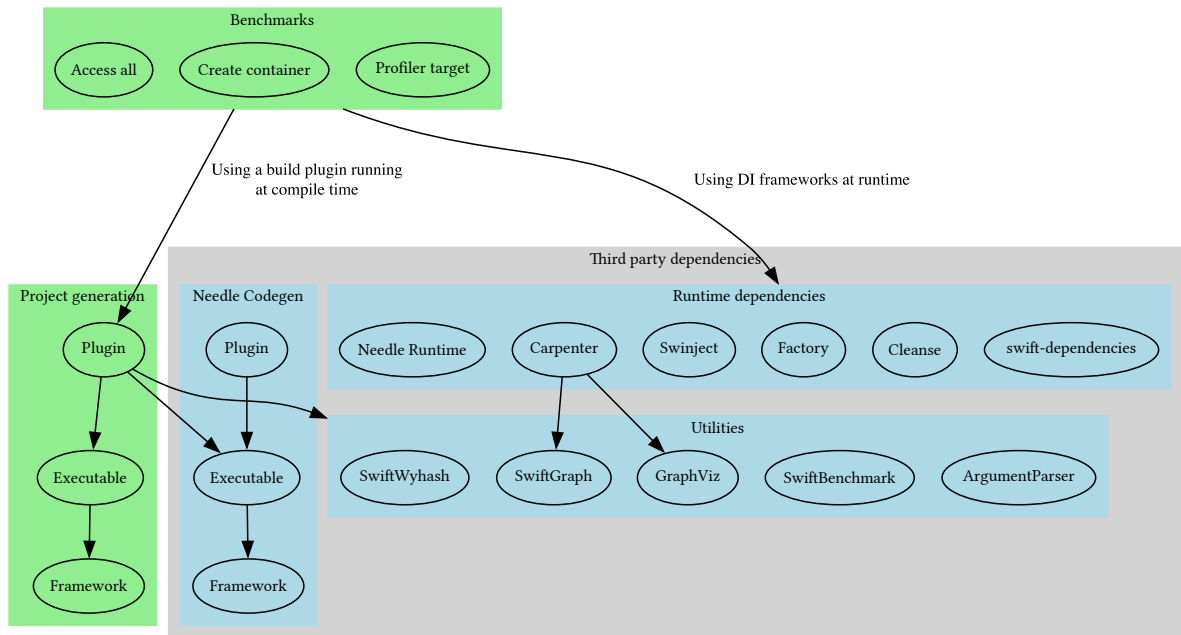 Benchmarks
Access all
Create container
Profiler target
Using a build plugin running
at compile time
Using DI frameworks at runtime
Third party dependencies
Project generation
Needle Codegen
Runtime dependencies
Plugin
Plugin
Needle Runtime
Carpenter
Swinject
Factory
Cleanse
swift-dependencies
Utilities
Executable
Executable
SwiftWyhash
SwiftGraph
GraphViz
SwiftBenchmark
ArgumentParser
Framework
Framework